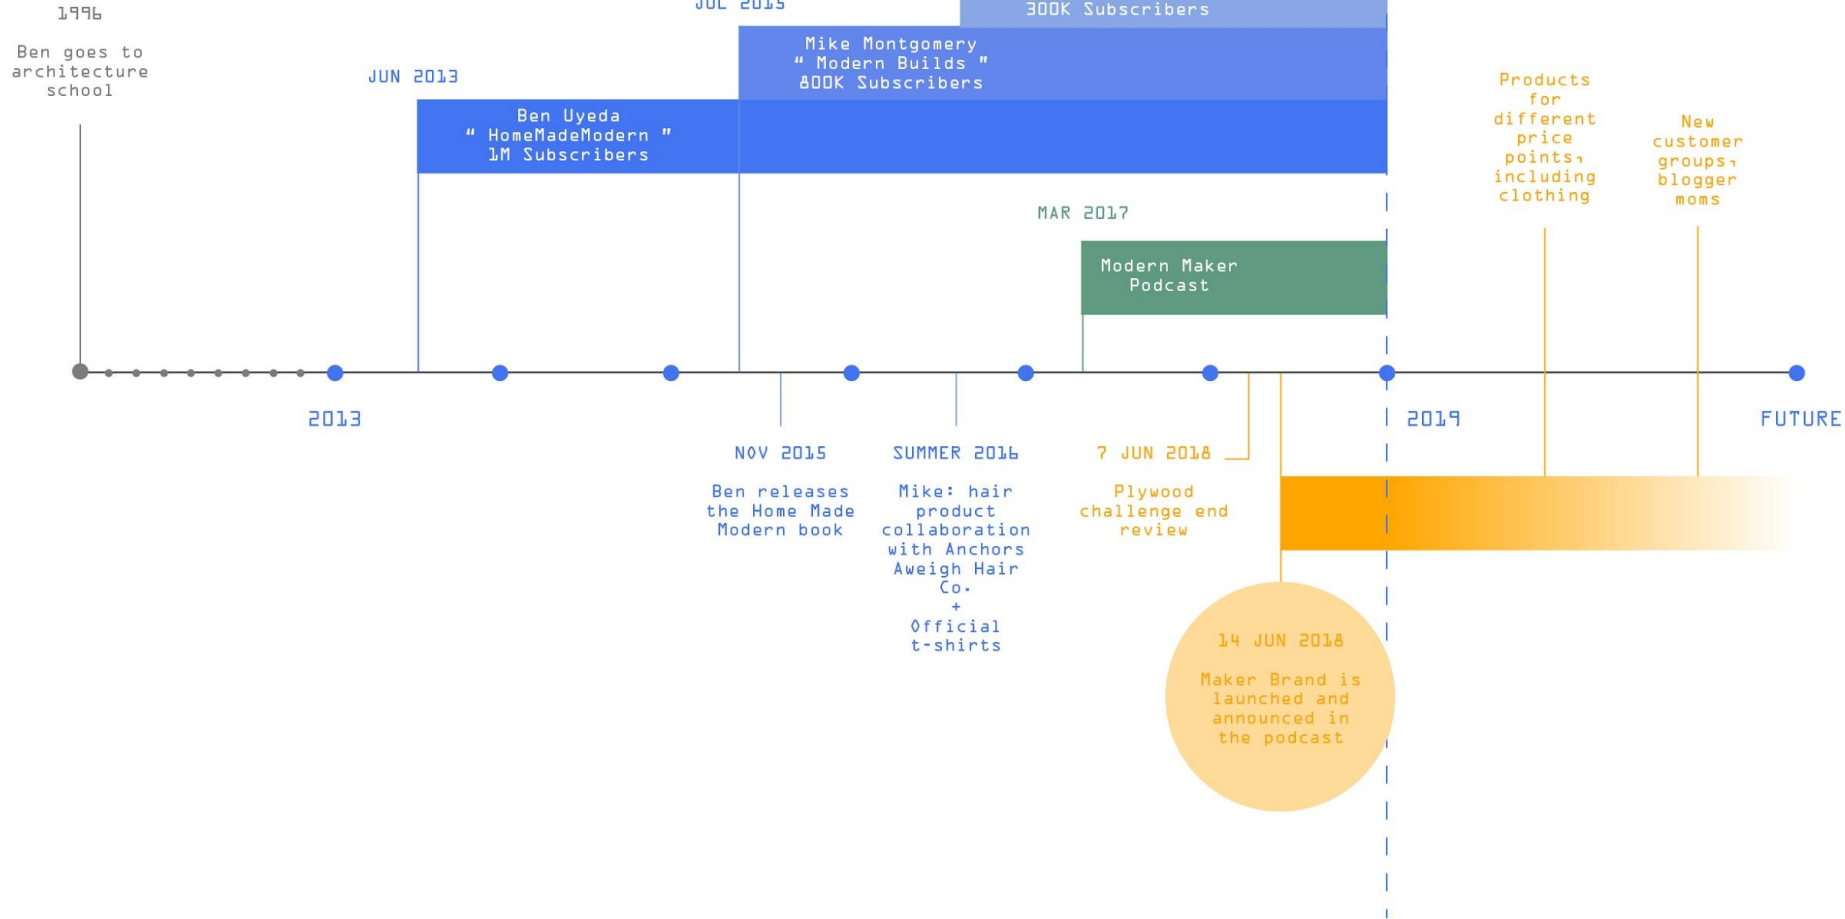 1996
Ben goes to
architecture
school
JUL 2015
300K Subscribers
Mike Montgomery
“ Modern Builds ”
800K Subscribers
JUN 2013
Ben Uyeda
“ HomeMadeModern ”
1M Subscribers
MAR 2017
Modern Maker
Podcast
Products
for
different
price
points,
including
clothing
New
customer
groups,
blogger
moms
2013
2019
FUTURE
NOV 2015
Ben releases
the Home Made
Modern book
SUMMER 2016
Mike: hair
product
collaboration
with Anchors
Aweigh Hair
Co.
+
Official
t-shirts
7 JUN 2018
Plywood
challenge end
review
14 JUN 2018
Maker Brand is
launched and
announced in
the podcast